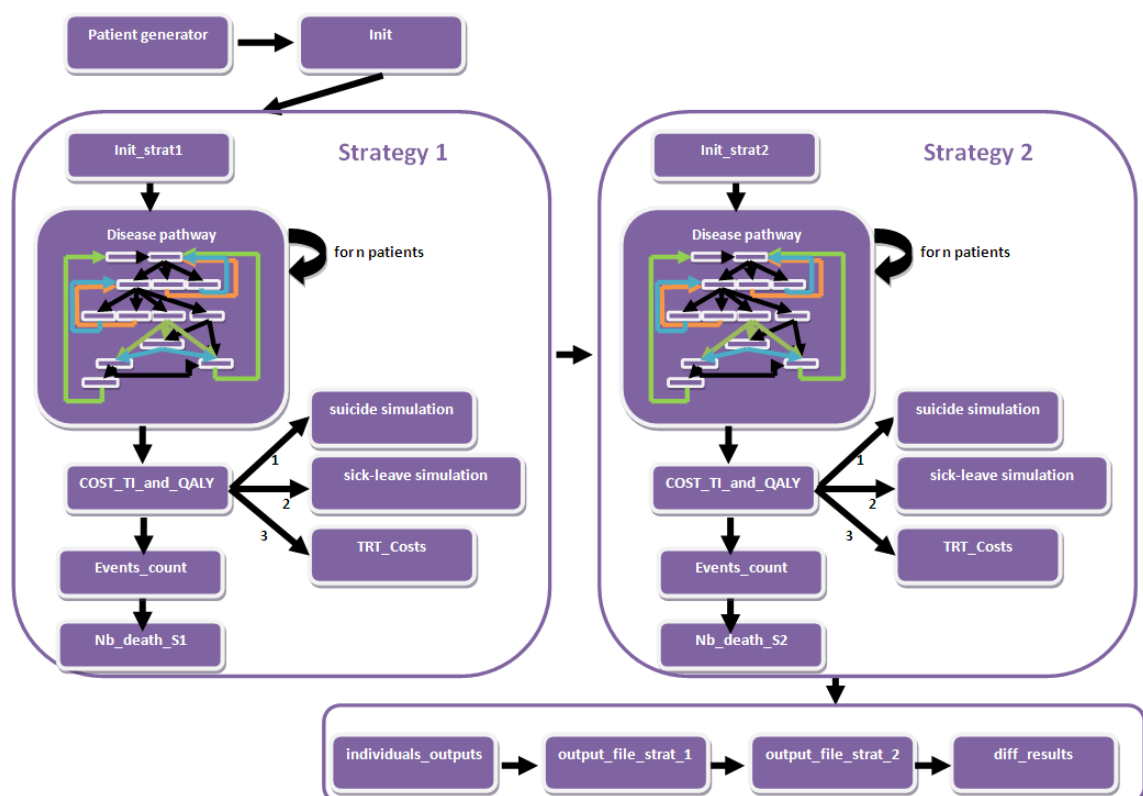 Patient generator
Init
Strategy 1
Init_strat1
Disease pathway
for n patients
suicide simulation
1
COST_TI_and_QALY
sick-leave simulation
2
3
TRT_Costs
Events_count
Nb_death_S1
Strategy 2
Init_strat2
Disease pathway
for n patients
suicide simulation
1
COST_TI_and_QALY
sick-leave simulation
2
3
TRT_Costs
Events_count
Nb_death_S2
individuals_outputs
output_file_strat_1
output_file_strat_2
diff_results